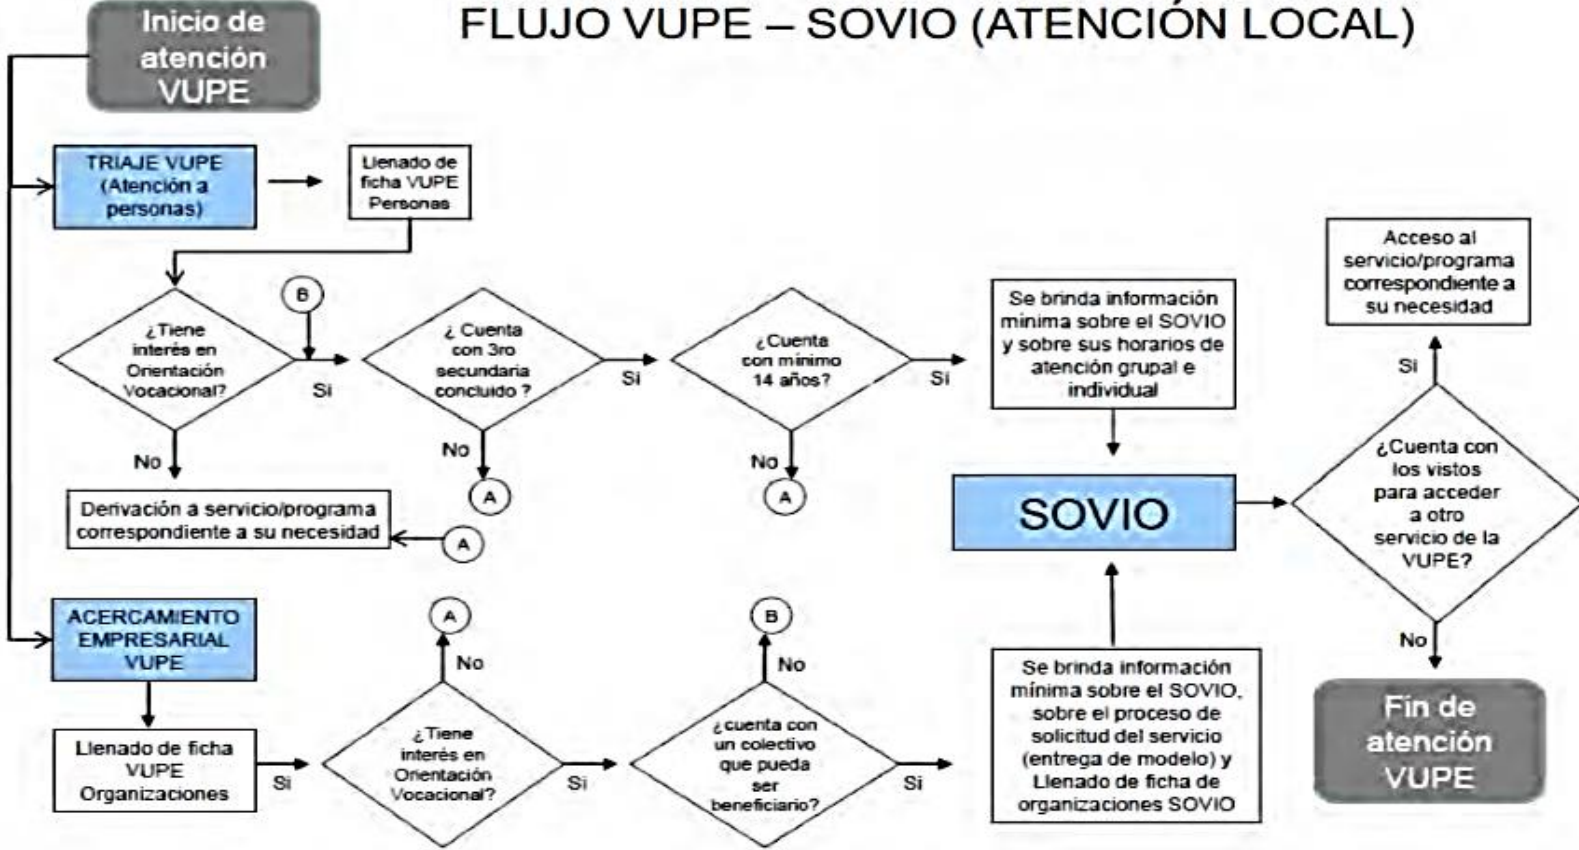 FLUJO VUPE – SOVIO (ATENCIÓN LOCAL)
Inicio de
atención
VUPE
TRIAJE VUPE
(Atención a
personas)
Llenado de
ficha VUPE
Personas
¿Tiene
interés en
Orientación
Vocacional?
No
Si
B
¿ Cuenta
con 3ro
secundaria
concluido ?
No
A
Si
¿Cuenta
con mínimo
14 años?
No
A
Si
Se brinda información
mínima sobre el SOVIO
y sobre sus horarios de
atención grupal e
individual
Derivación a servicio/programa
correspondiente a su necesidad
A
SOVIO
Acceso al
servicio/programa
correspondiente a
su necesidad
Si
¿Cuenta con
los vistos
para acceder
a otro
servicio de la
VUPE?
No
Fin de
atención
VUPE
ACERCAMIENTO
EMPRESARIAL
VUPE
Llenado de ficha
VUPE
Organizaciones
Si
A
No
¿Tiene
interés en
Orientación
Vocacional?
Si
B
No
¿cuenta con
un colectivo
que pueda
ser
beneficiario?
Si
Se brinda información
mínima sobre el SOVIO,
sobre el proceso de
solicitud del servicio
(entrega de modelo) y
Llenado de ficha de
organizaciones SOVIO